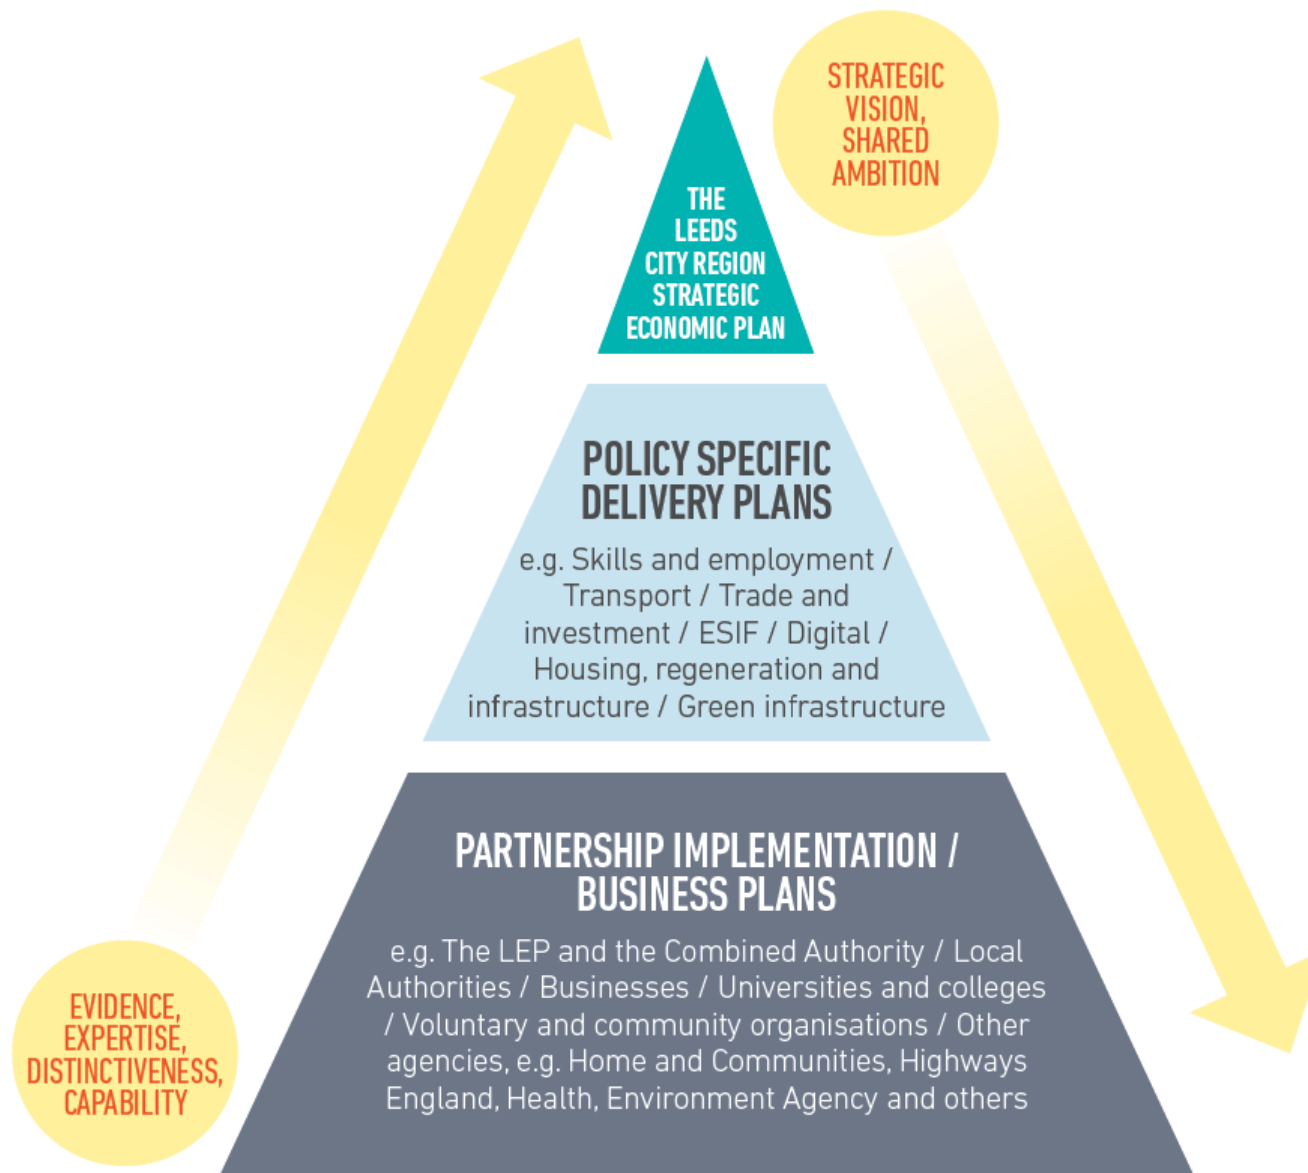 STRATEGIC
VISION,
SHARED
AMBITION
THE
LEEDS
CITY REGION
STRATEGIC
ECONOMIC PLAN
POLICY SPECIFIC
DELIVERY PLANS
e.g. Skills and employment /
Transport / Trade and
investment / ESIF / Digital /
Housing, regeneration and
infrastructure / Green infrastructure
PARTNERSHIP IMPLEMENTATION /
BUSINESS PLANS
e.g. The LEP and the Combined Authority / Local
Authorities / Businesses / Universities and colleges
/ Voluntary and community organisations / Other
agencies, e.g. Home and Communities, Highways
England, Health, Environment Agency and others
EVIDENCE,
EXPERTISE,
DISTINCTIVENESS,
CAPABILITY